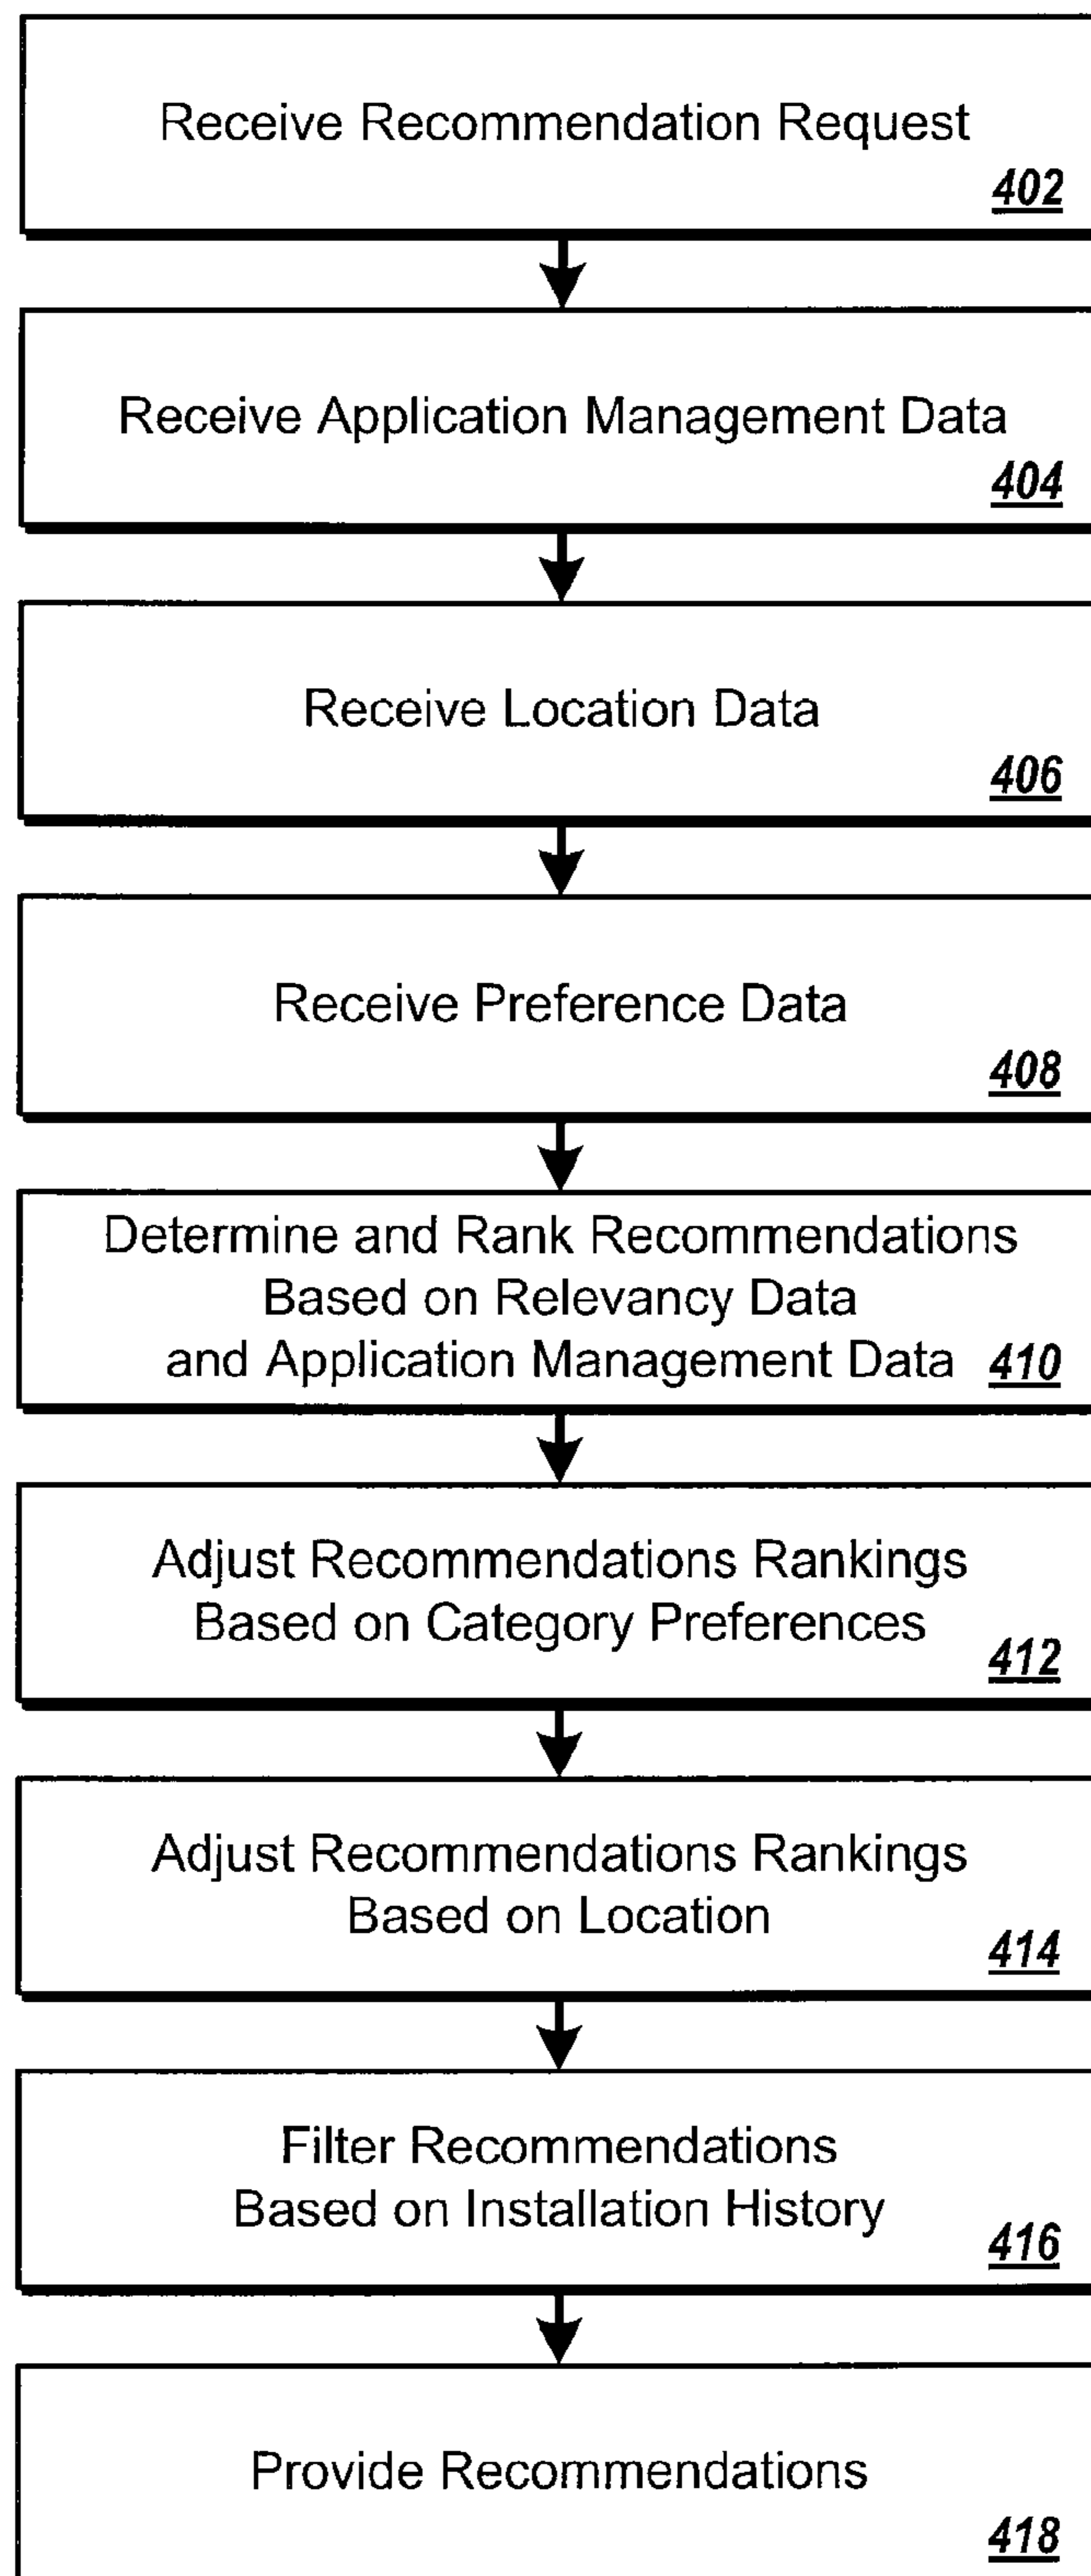 Receive Recommendation Request
402
Receive Application Management Data
404
Receive Location Data
406
Receive Preference Data
408
Determine and Rank Recommendations
Based on Relevancy Data
and Application Management Data 410
Adjust Recommendations Rankings
Based on Category Preferences
412
Adjust Recommendations Rankings
Based on Location
414
Filter Recommendations
Based on Installation History
416
Provide Recommendations
418